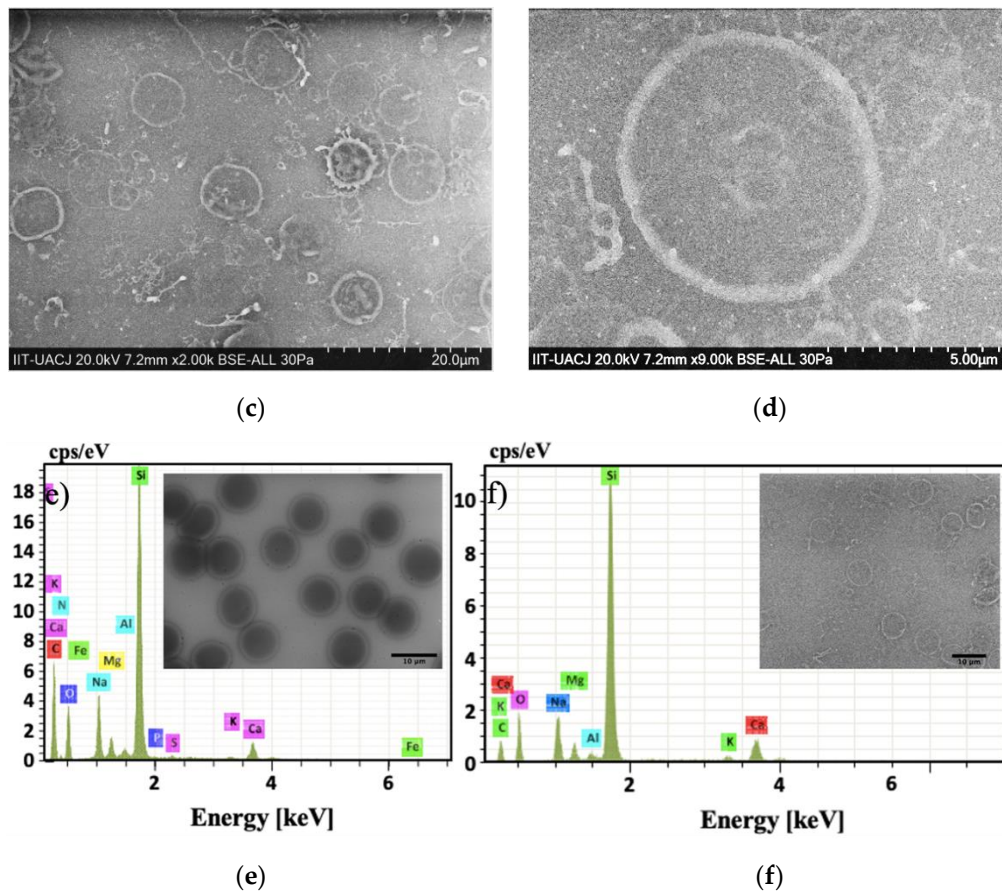 IIT-UACJ 20.0kV 7.2mm x2.00k BSE-ALL 30Pa 20.0µm
IIT-UACJ 20.0kV 7.2mm x9.00k BSE-ALL 30Pa 5.00µm
(c)
(d)
cps/eV
e)
18
16
14
12
10
8
6
4
2
0
K
N
Ca
C
Fe
O
Al
Mg
Na
Si
P
S
K
Ca
Fe
10 µm
2
4
6
Energy [keV]
cps/eV
f)
10
8
6
4
2
0
Ca
K
C
O
Mg
Na
Al
Si
K
Ca
10 µm
2
4
6
Energy [keV]
(e)
(f)